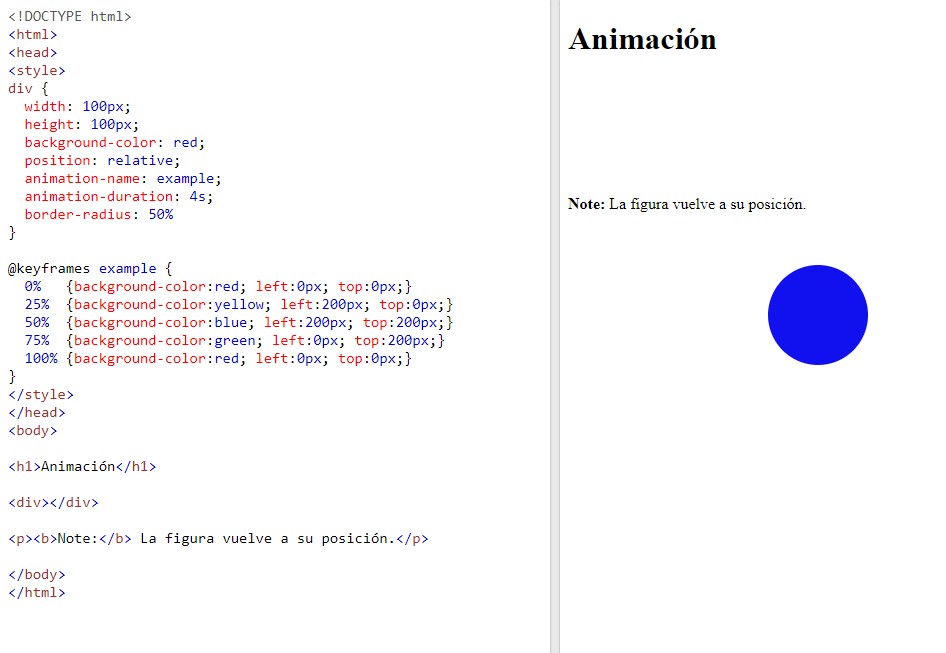 <!DOCTYPE html>
<html>
<head>
<style>
div {
  width: 100px;
  height: 100px;
  background-color: red;
  position: relative;
  animation-name: example;
  animation-duration: 4s;
  border-radius: 50%
}

@keyframes example {
  0%   {background-color:red; left:0px; top:0px;}
  25%  {background-color:yellow; left:200px; top:0px;}
  50%  {background-color:blue; left:200px; top:200px;}
  75%  {background-color:green; left:0px; top:200px;}
  100% {background-color:red; left:0px; top:0px;}
}
</style>
</head>
<body>

<h1>Animación</h1>

<div></div>

<p><b>Note:</b> La figura vuelve a su posición.</p>

</body>
</html>

Animación
Note: La figura vuelve a su posición.